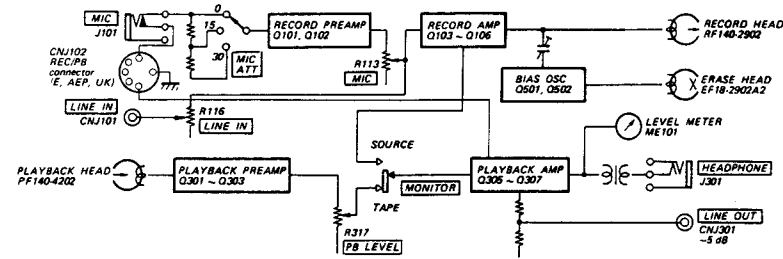 MIC
J101
0
15
30
MIC
ATT
RECORD PREAMP
Q101, Q102
R113
MIC
RECORD AMP
Q103 ~ Q106
RECORD HEAD
RF140-2902
CNJ102
REC/PB
connector
(E, AEP, UK)
BIAS OSC
Q501, Q502
ERASE HEAD
EF18-2902A2
LINE IN
CNJ101
R116
LINE IN
SOURCE
LEVEL METER
ME101
PLAYBACK HEAD
PF140-4202
PLAYBACK PREAMP
Q301 ~ Q303
MONITOR
TAPE
PLAYBACK AMP
Q305 ~ Q307
HEADPHONE
J301
R317
PB LEVEL
LINE OUT
CNJ301
-5 dB